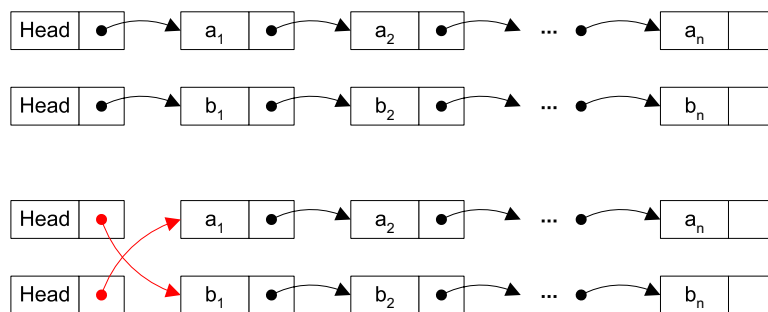 Head a₁ a₂ ... aₙ
Head b₁ b₂ ... bₙ
Head a₁ a₂ ... aₙ
Head b₁ b₂ ... bₙ